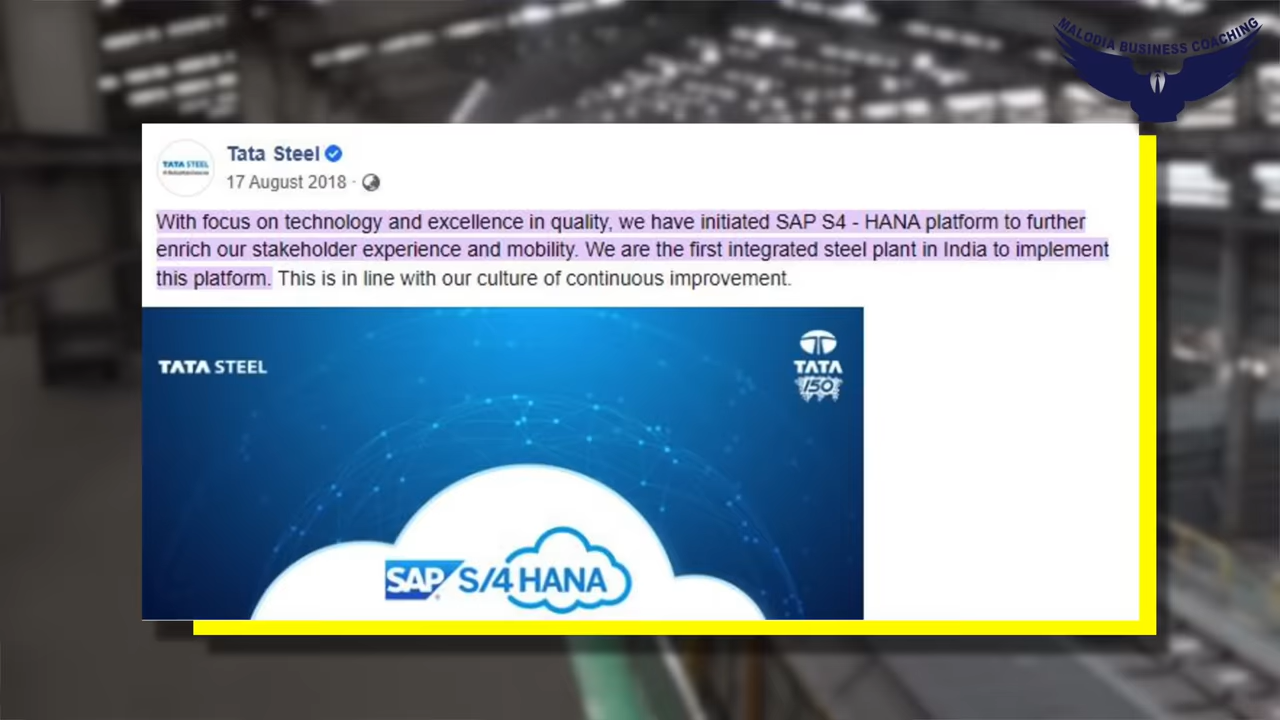 MALODIA BUSINESS COACHING
Tata Steel
17 August 2018 ·
With focus on technology and excellence in quality, we have initiated SAP S4 - HANA platform to further
enrich our stakeholder experience and mobility. We are the first integrated steel plant in India to implement
this platform. This is in line with our culture of continuous improvement.
TATA STEEL
TATA STEEL
TATA
150
SAP S/4 HANA